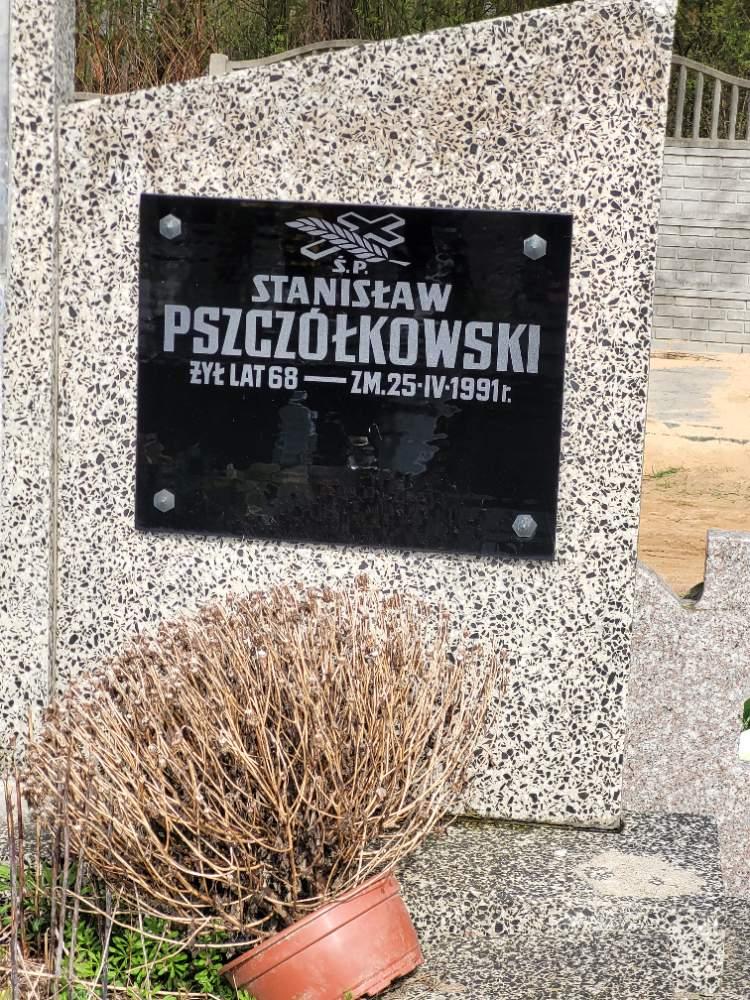 Ś.P.
STANISŁAW
PSZCZÓŁKOWSKI
ŻYŁ LAT 68 — ZM. 25·IV·1991 r.